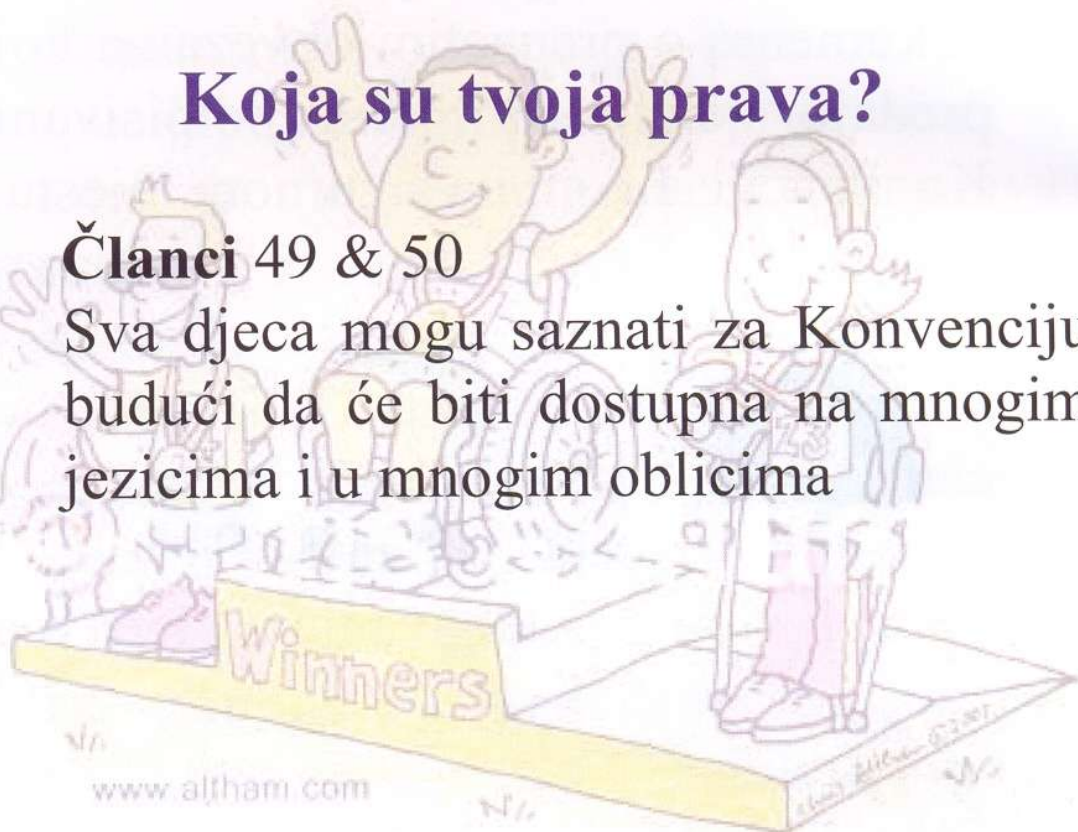 Koja su tvoja prava?
Članci 49 & 50
Sva djeca mogu saznati za Konvenciju
budući da će biti dostupna na mnogim
jezicima i u mnogim oblicima
Winners
www.altham.com